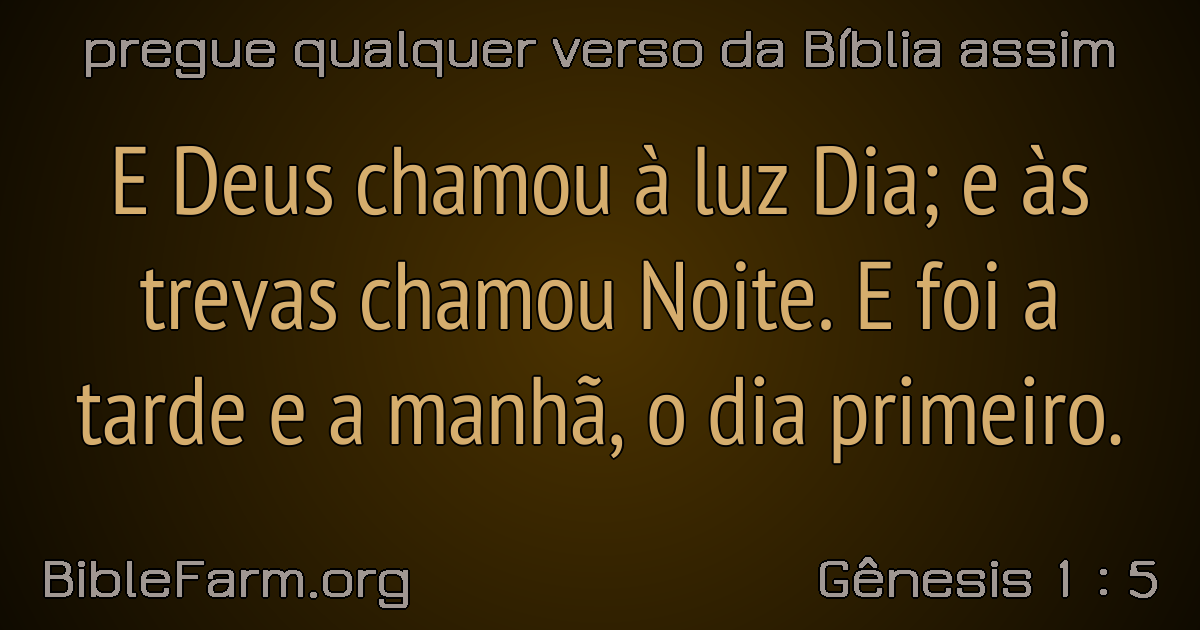 pregue qualquer verso da Bíblia assim
E Deus chamou à luz Dia; e às
trevas chamou Noite. E foi a
tarde e a manhã, o dia primeiro.
BibleFarm.org
Gênesis 1 : 5